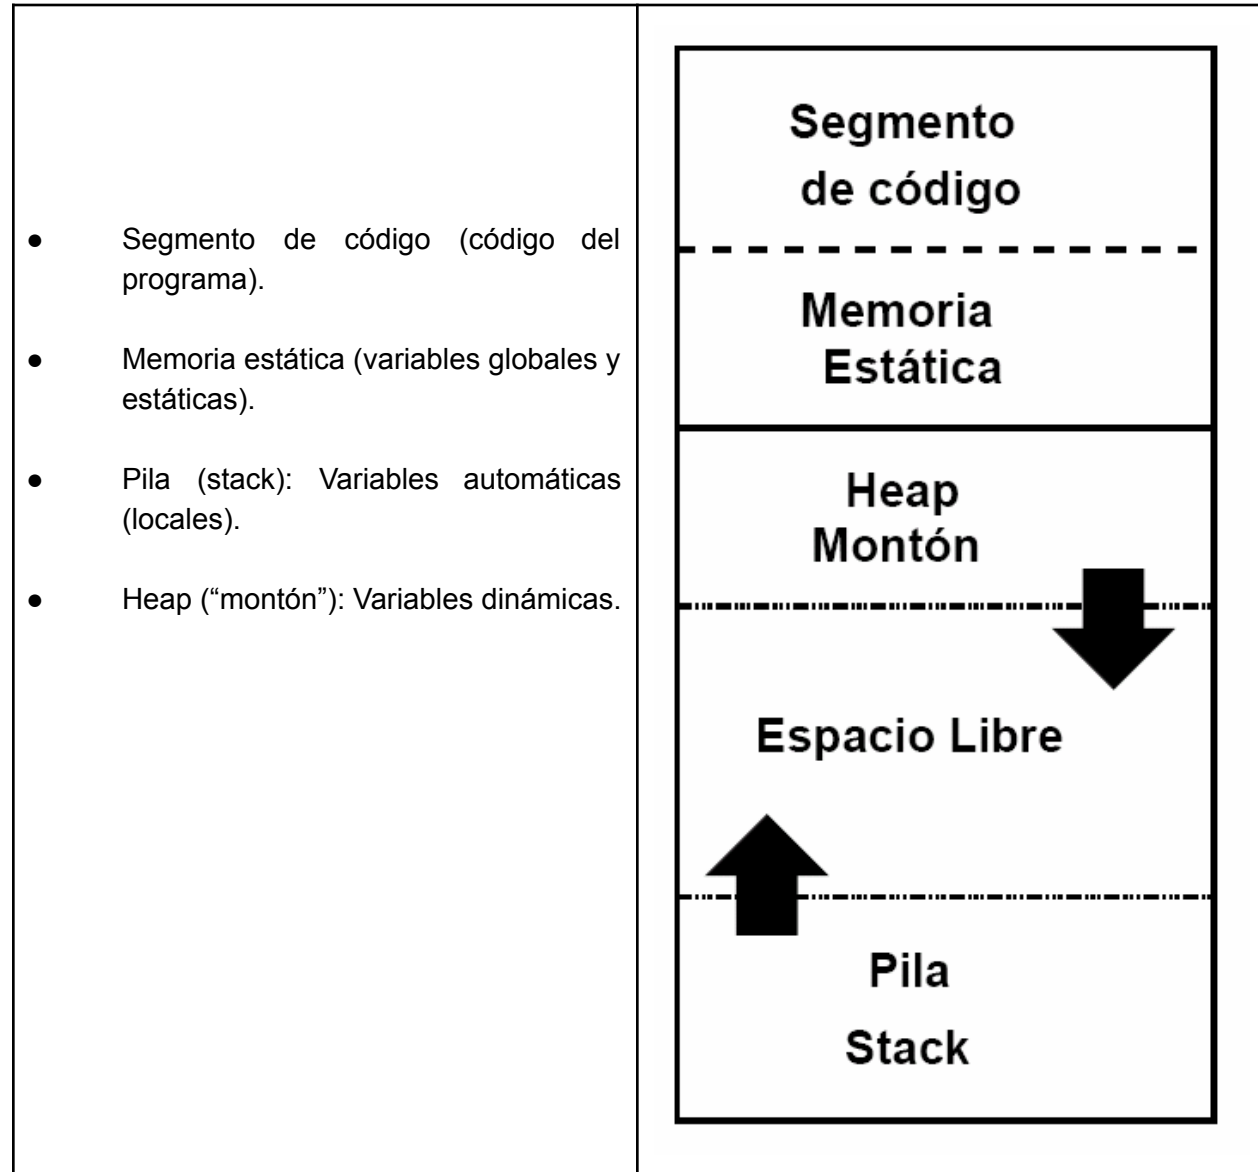 ● Segmento de código (código del
programa).
● Memoria estática (variables globales y
estáticas).
● Pila (stack): Variables automáticas
(locales).
● Heap (“montón”): Variables dinámicas.
Segmento
de código
Memoria
Estática
Heap
Montón
Espacio Libre
Pila
Stack